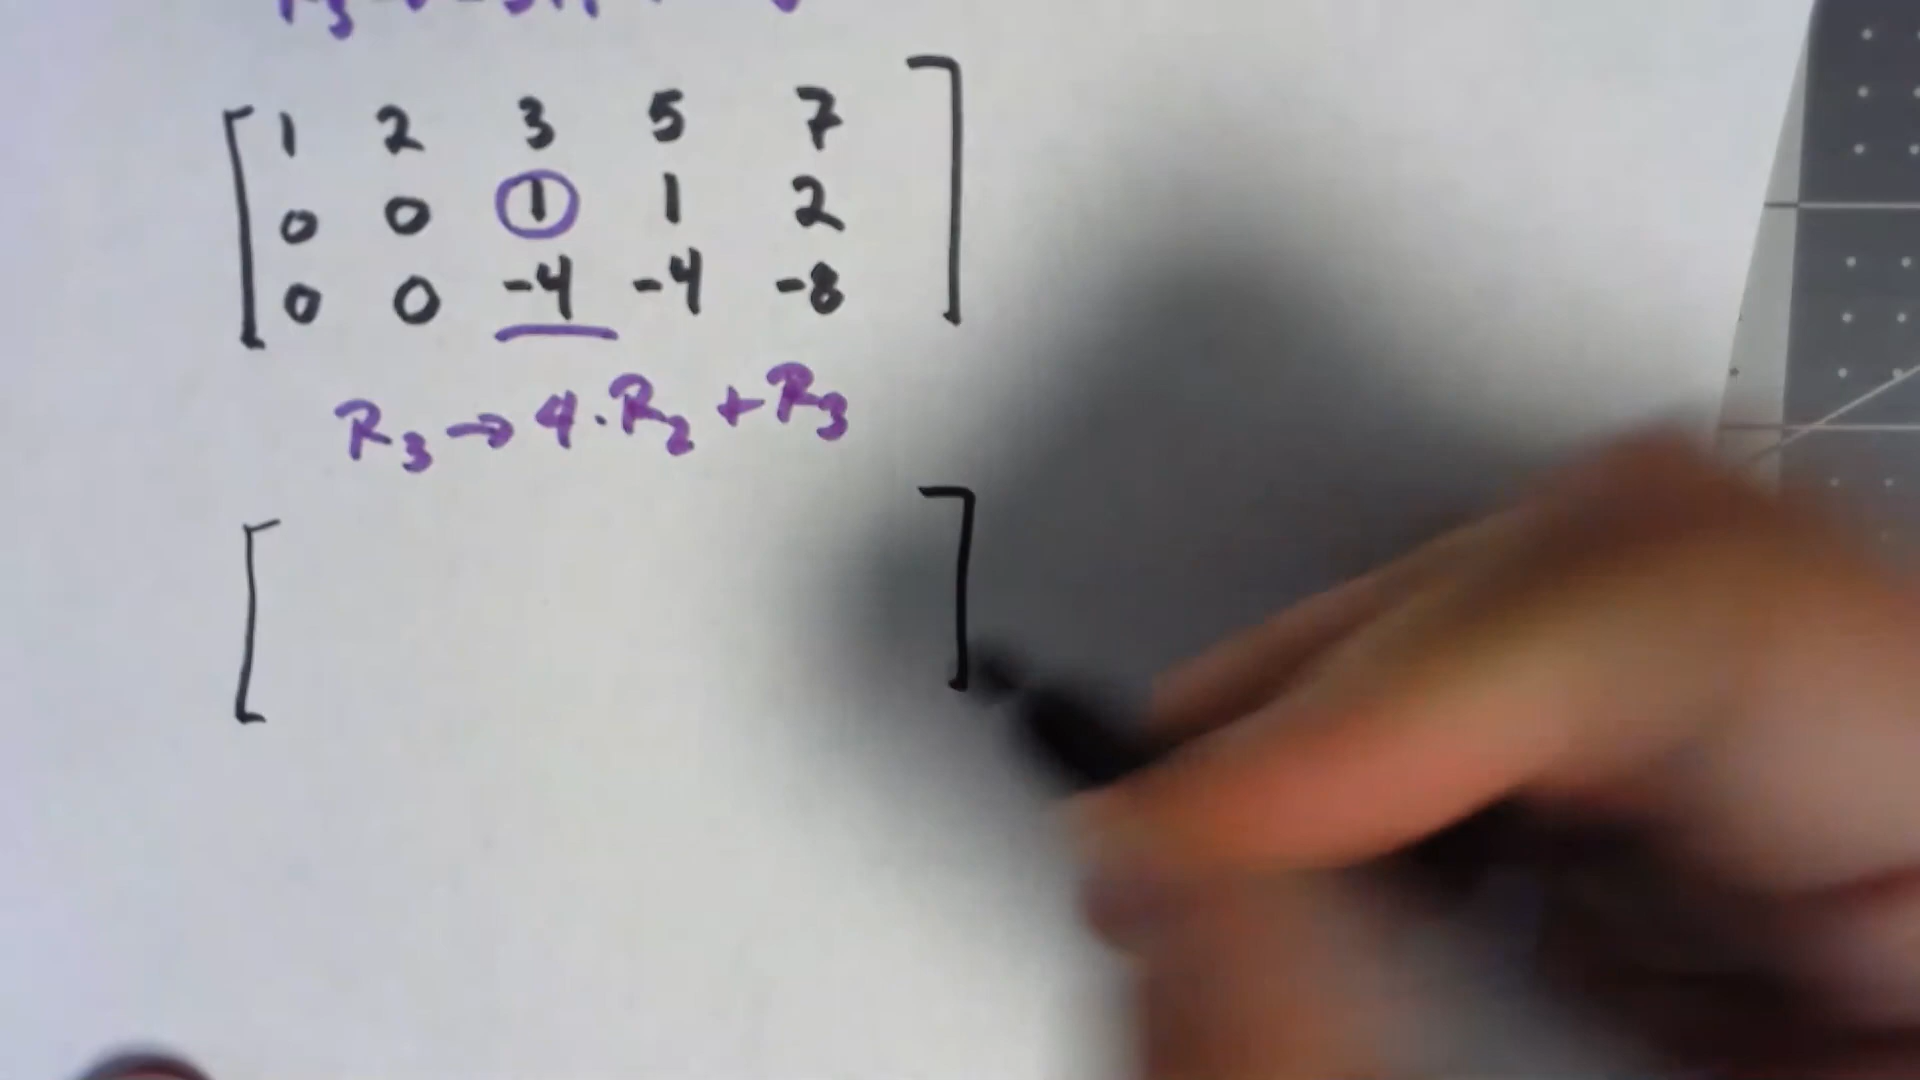 1 2 3 5 7
0 0 1 1 2
0 0 -4 -4 -8
R3 → 4·R2 + R3